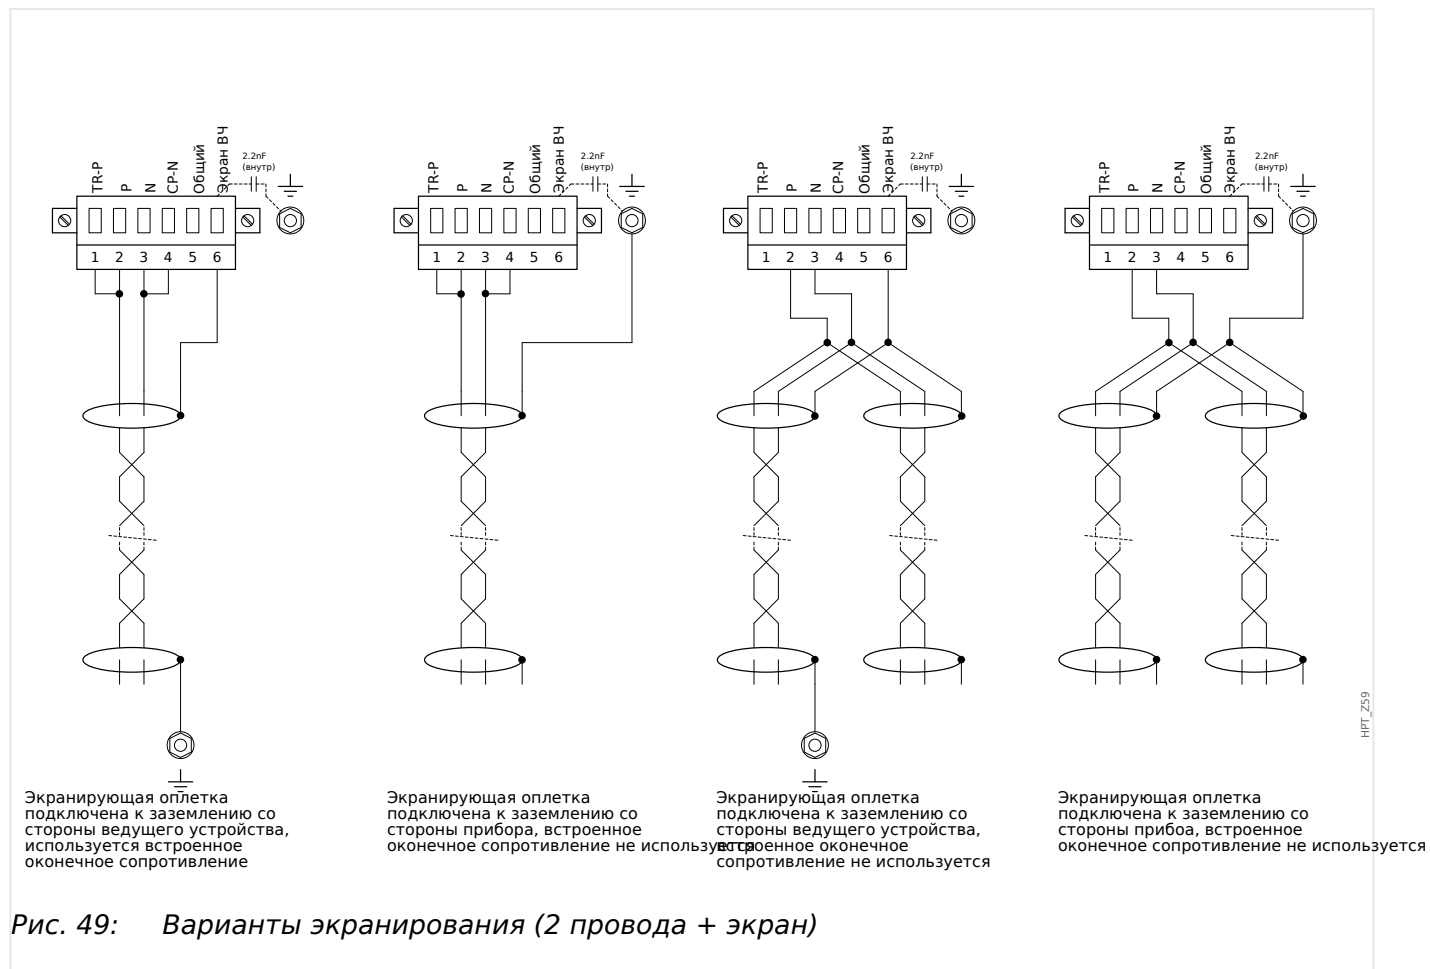 TR-P
P
N
CP-N
Общий
Экран ВЧ
2.2nF
(внутр)
1 2 3 4 5 6
TR-P
P
N
CP-N
Общий
Экран ВЧ
2.2nF
(внутр)
1 2 3 4 5 6
TR-P
P
N
CP-N
Общий
Экран ВЧ
2.2nF
(внутр)
1 2 3 4 5 6
TR-P
P
N
CP-N
Общий
Экран ВЧ
2.2nF
(внутр)
1 2 3 4 5 6
HPT_Z59
Экранирующая оплетка
подключена к заземлению со
стороны ведущего устройства,
используется встроенное
оконечное сопротивление
Экранирующая оплетка
подключена к заземлению со
стороны прибора, встроенное
оконечное сопротивление не используется
Экранирующая оплетка
подключена к заземлению со
стороны ведущего устройства,
встроенное оконечное
сопротивление не используется
Экранирующая оплетка
подключена к заземлению со
стороны прибоа, встроенное
оконечное сопротивление не используется
Рис. 49: Варианты экранирования (2 провода + экран)